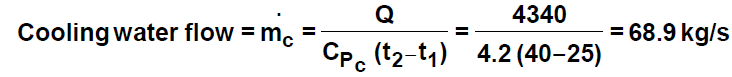 Cooling water flow = ṁc = Q / CPc (t2–t1) = 4340 / 4.2 (40–25) = 68.9 kg/s